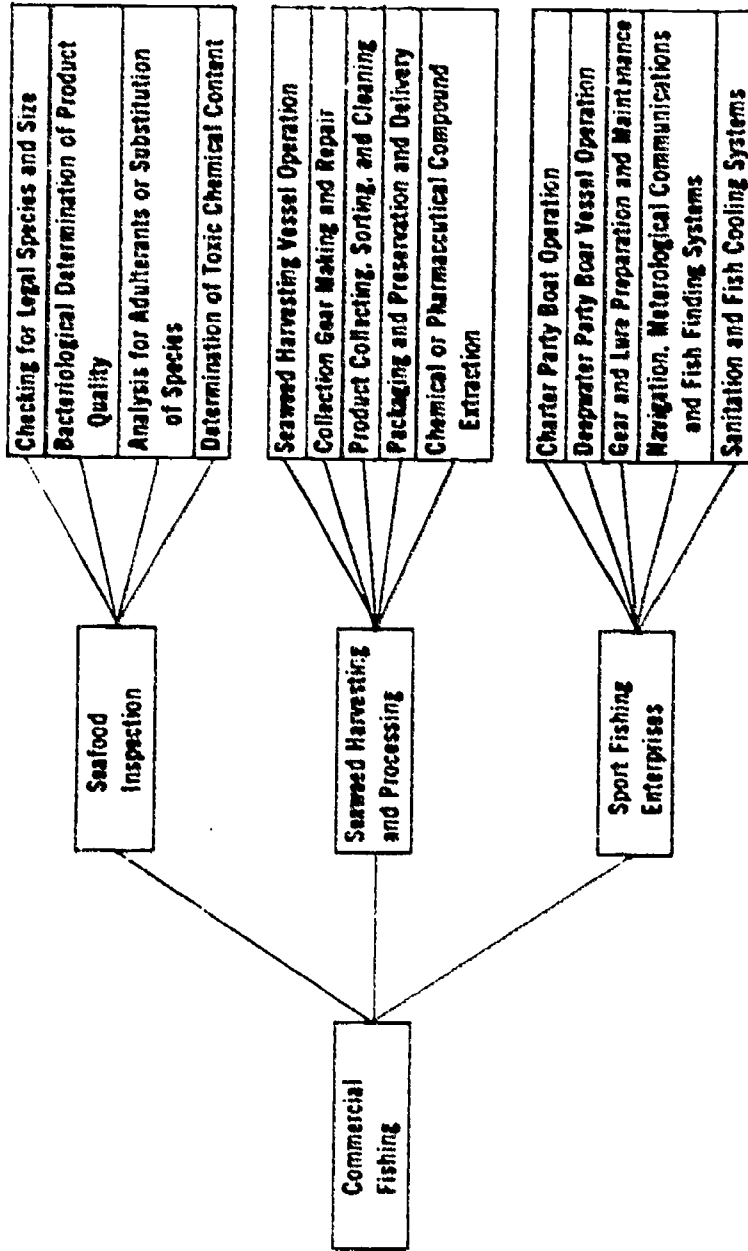 Commercial
Fishing
Seafood
Inspection
Checking for Legal Species and Size
Bacteriological Determination of Product
Quality
Analysis for Adulterants or Substitution
of Species
Determination of Toxic Chemical Content
Seaweed Harvesting
and Processing
Seaweed Harvesting Vessel Operation
Collection Gear Making and Repair
Product Collecting, Sorting, and Cleaning
Packaging and Preservation and Delivery
Chemical or Pharmaceutical Compound
Extraction
Sport Fishing
Enterprises
Charter Party Boat Operation
Deepwater Party Boar Vessel Operation
Gear and Lure Preparation and Maintenance
Navigation, Meterological Communications
and Fish Finding Systems
Sanitation and Fish Cooling Systems